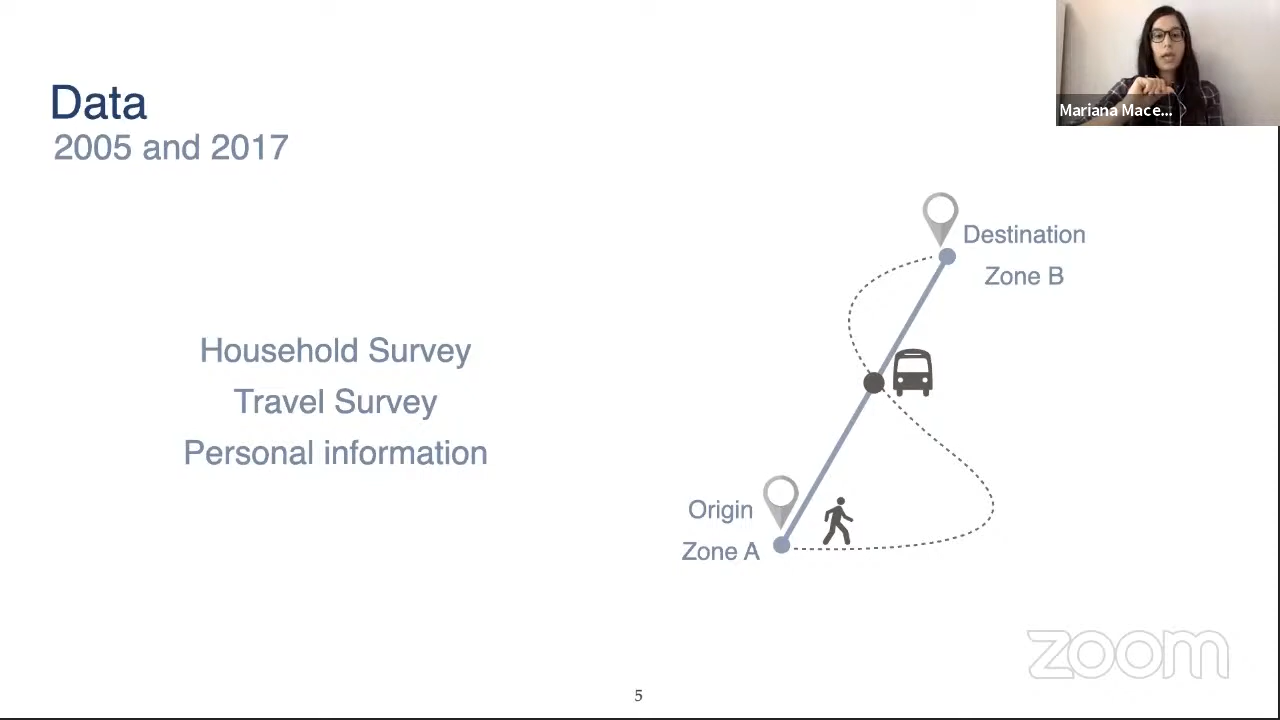 Data
2005 and 2017
Mariana Mace...
Household Survey
Travel Survey
Personal information
Destination
Zone B
Origin
Zone A
zoom
5